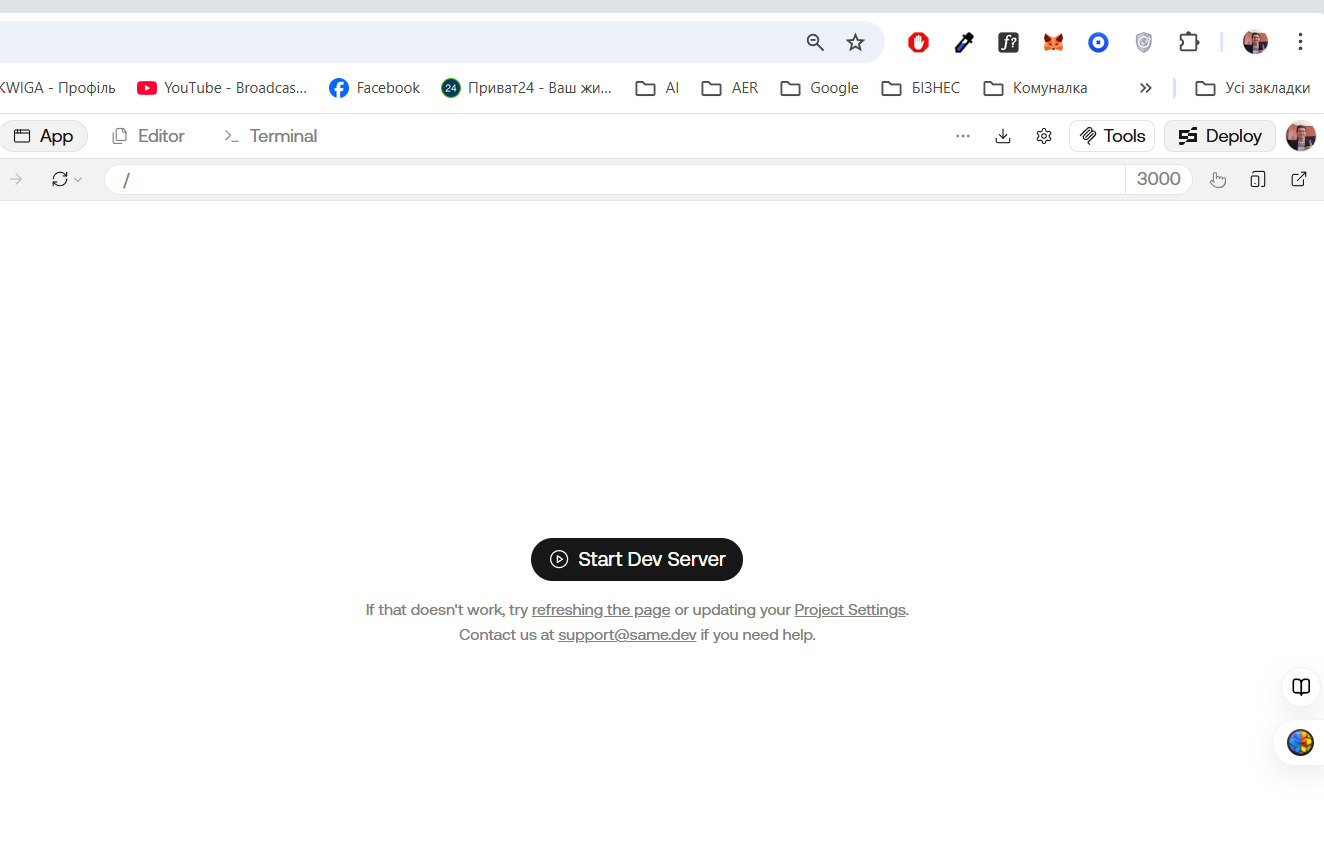 KWIGA - Профіль YouTube - Broadcas... Facebook 24 Приват24 - Ваш жи... AI AER Google БІЗНЕС Комуналка » Усі закладки
App Editor >_ Terminal ... Tools Deploy
/ 3000
Start Dev Server
If that doesn't work, try refreshing the page or updating your Project Settings.
Contact us at support@same.dev if you need help.